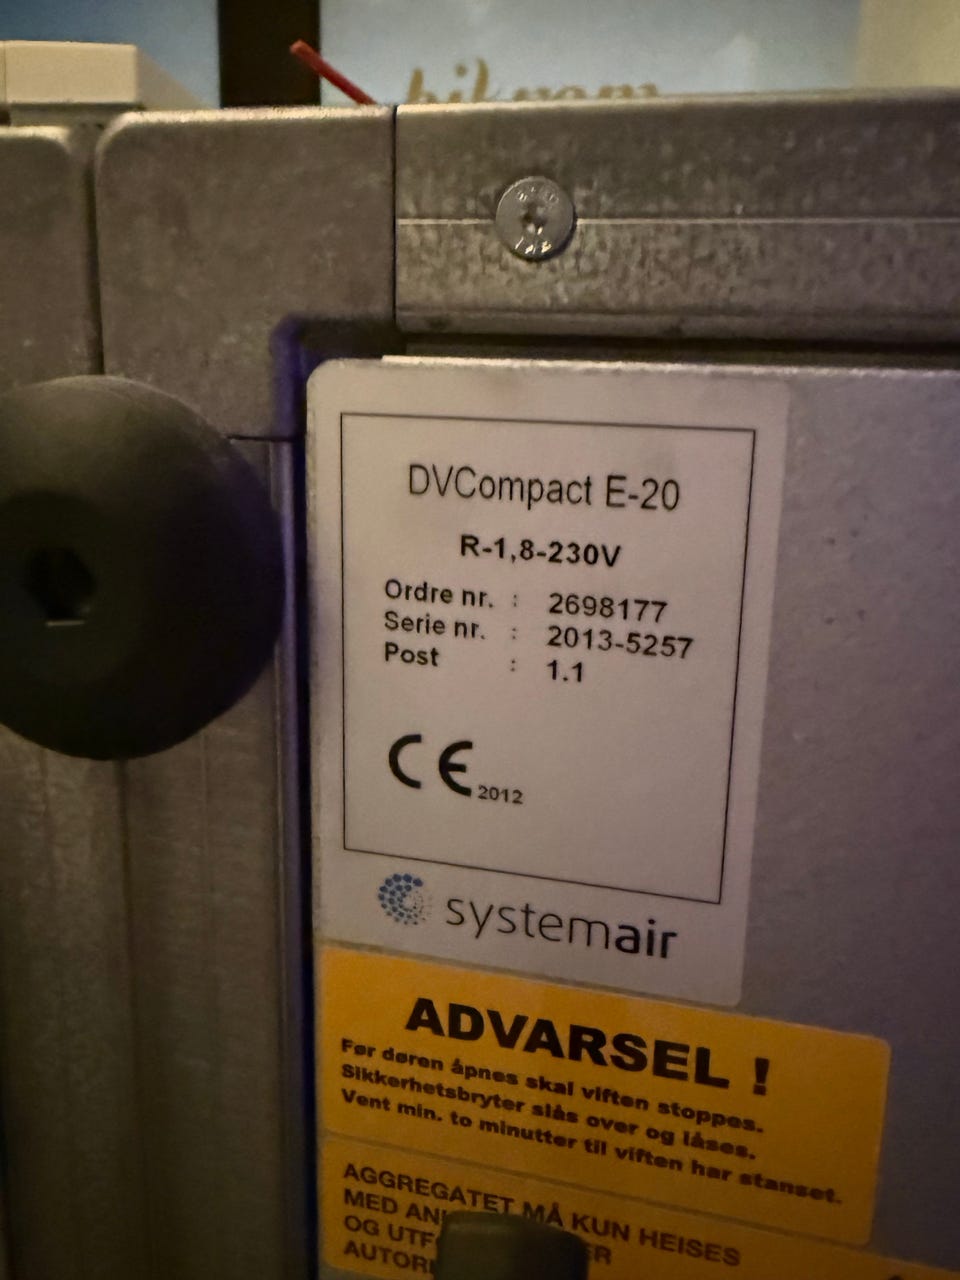 DVCompact E-20
R-1,8-230V
Ordre nr. : 2698177
Serie nr. : 2013-5257
Post : 1.1
CE 2012
systemair
ADVARSEL !
Før døren åpnes skal viften stoppes.
Sikkerhetsbryter slås over og låses.
Vent min. to minutter til viften har stanset.
AGGREGATET MÅ KUN HEISES
MED
OG